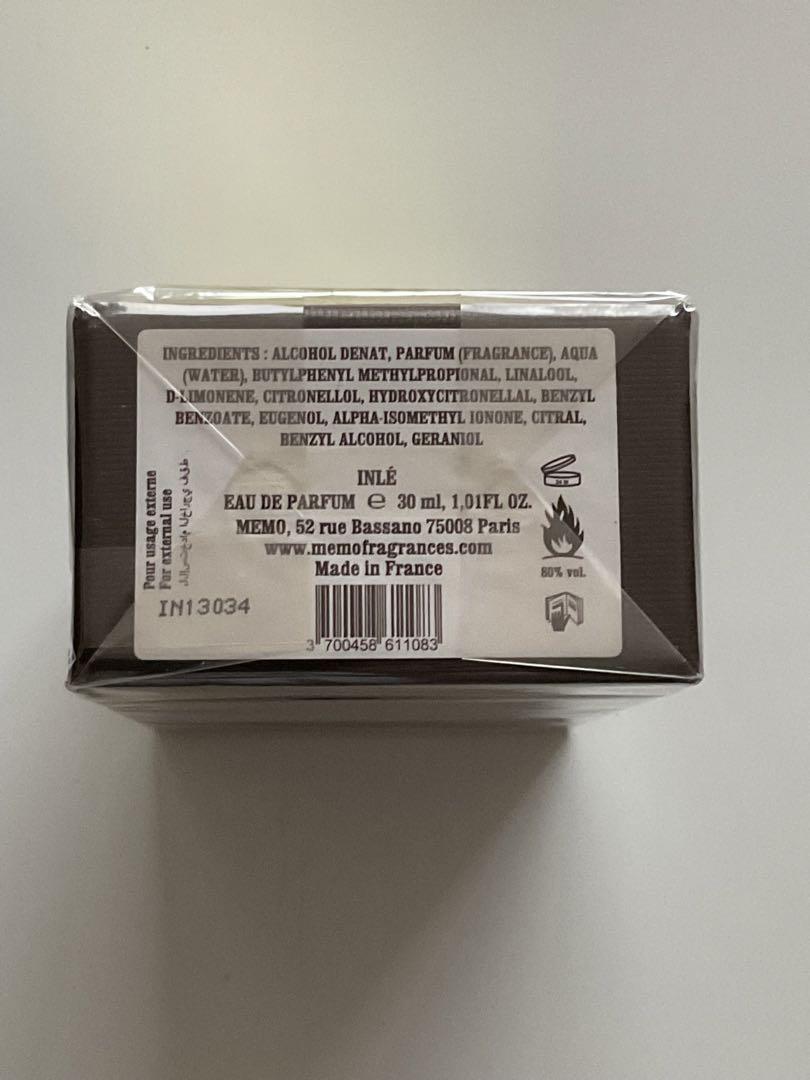 INGREDIENTS : ALCOHOL DENAT, PARFUM (FRAGRANCE), AQUA
(WATER), BUTYLPHENYL METHYLPROPIONAL, LINALOOL,
D-LIMONENE, CITRONELLOL, HYDROXYCITRONELLAL, BENZYL
BENZOATE, EUGENOL, ALPHA-ISOMETHYL IONONE, CITRAL,
BENZYL ALCOHOL, GERANIOL
INLÉ
EAU DE PARFUM ℮ 30 ml, 1,01FL OZ.
MEMO, 52 rue Bassano 75008 Paris
www.memofragrances.com
Made in France
Pour usage externe
For external use
80% vol.
IN13034
3 700458 611083